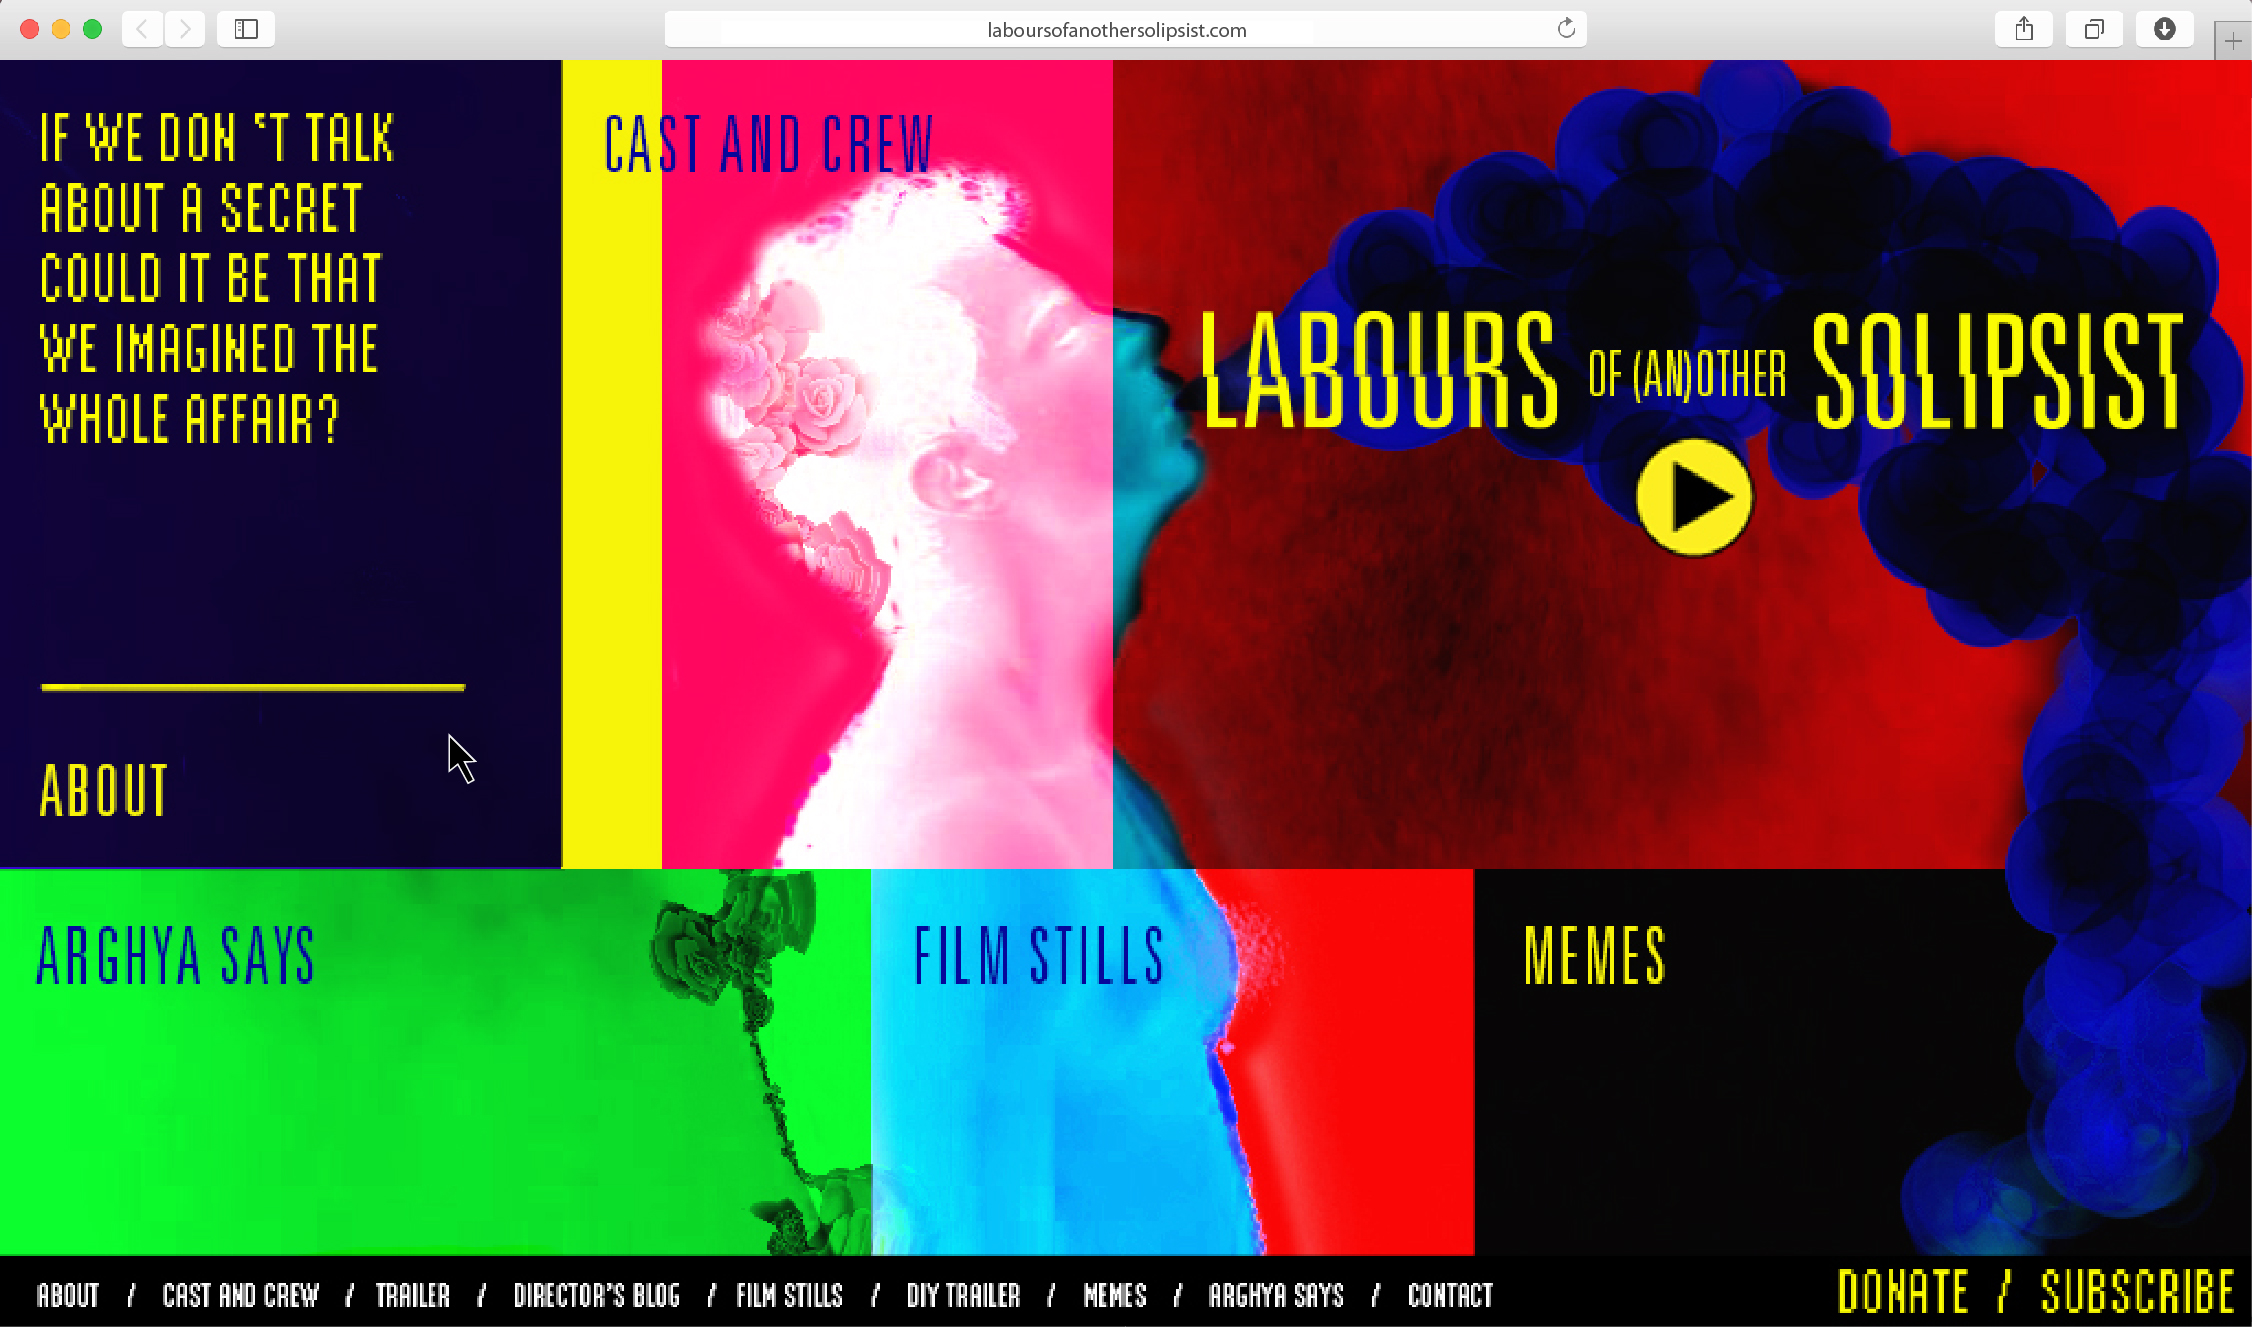 laboursofanothersolipsist.com
IF WE DON 'T TALK
ABOUT A SECRET
COULD IT BE THAT
WE IMAGINED THE
WHOLE AFFAIR?
ABOUT
CAST AND CREW
LABOURS OF (AN)OTHER SOLIPSIST
ARGHYA SAYS
FILM STILLS
MEMES
ABOUT / CAST AND CREW / TRAILER / DIRECTOR'S BLOG / FILM STILLS / DIY TRAILER / MEMES / ARGHYA SAYS / CONTACT
DONATE / SUBSCRIBE